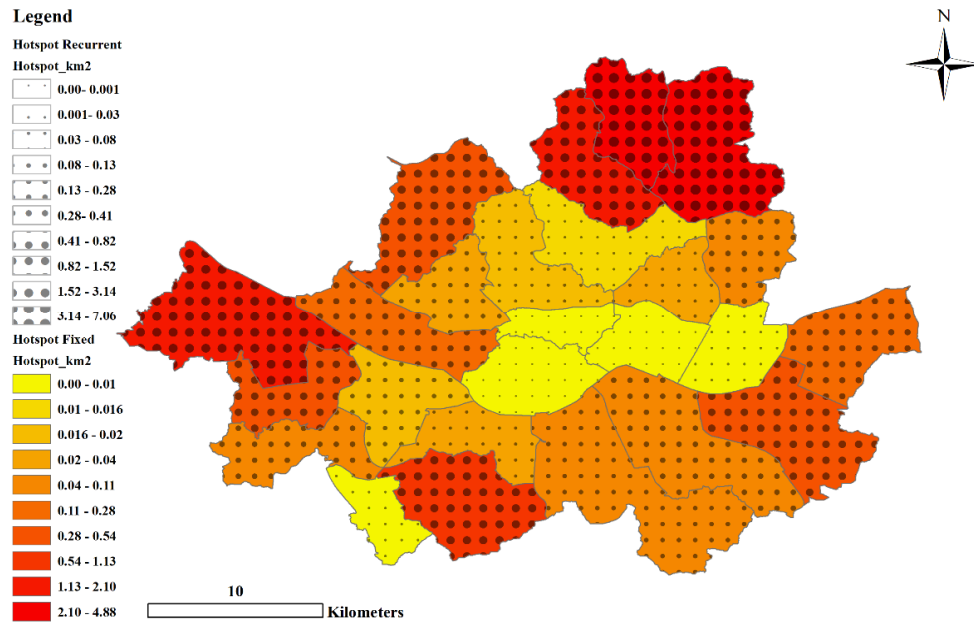 Legend
N
Hotspot Recurrent
Hotspot_km2
0.00- 0.001
0.001- 0.03
0.03 - 0.08
0.08 - 0.13
0.13 - 0.28
0.28- 0.41
0.41 - 0.82
0.82 - 1.52
1.52 - 3.14
3.14 - 7.06
Hotspot Fixed
Hotspot_km2
0.00 - 0.01
0.01 - 0.016
0.016 - 0.02
0.02 - 0.04
0.04 - 0.11
0.11 - 0.28
0.28 - 0.54
0.54 - 1.13
1.13 - 2.10
2.10 - 4.88
10
Kilometers